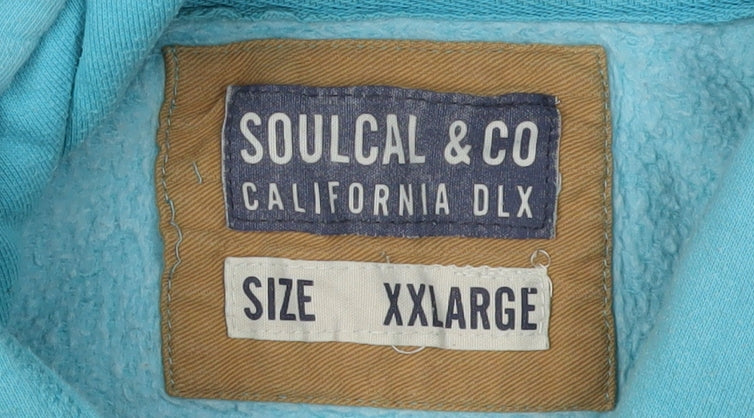 SOULCAL & CO
CALIFORNIA DLX
SIZE XXLARGE